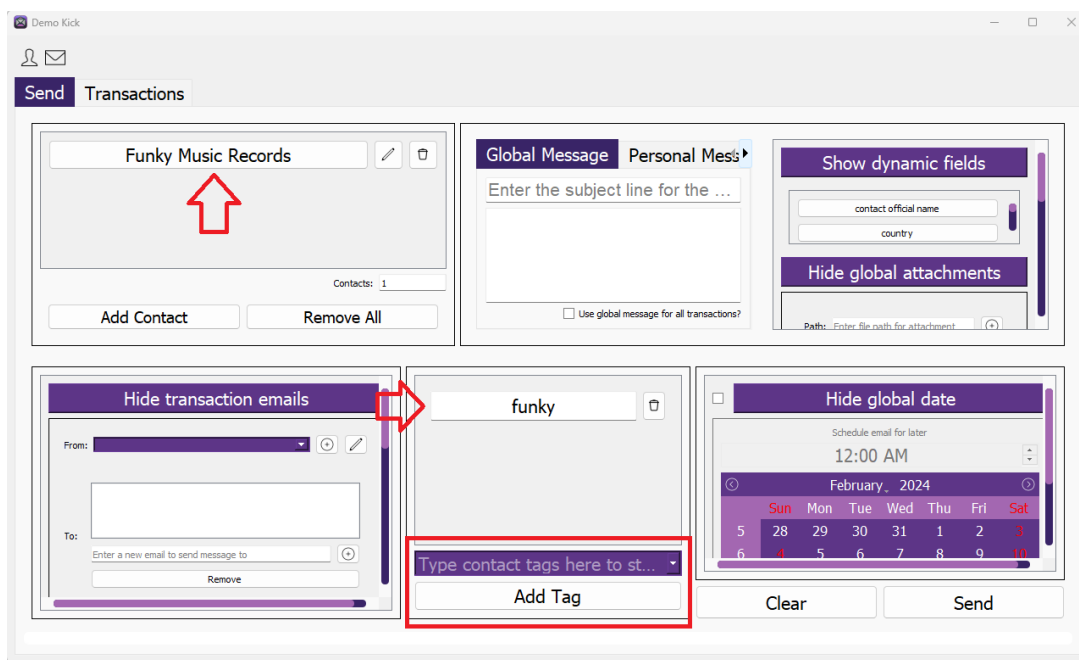 Demo Kick
Send
Transactions
Funky Music Records
Contacts: 1
Add Contact
Remove All
Global Message
Personal Mess
Enter the subject line for the ...
Use global message for all transactions?
Show dynamic fields
contact official name
country
Hide global attachments
Path: Enter file path for attachment
Hide transaction emails
From:
To:
Enter a new email to send message to
Remove
funky
Type contact tags here to st...
Add Tag
Hide global date
Schedule email for later
12:00 AM
February, 2024
Sun Mon Tue Wed Thu Fri Sat
5 28 29 30 31 1 2 3
6 4 5 6 7 8 9 10
Clear
Send